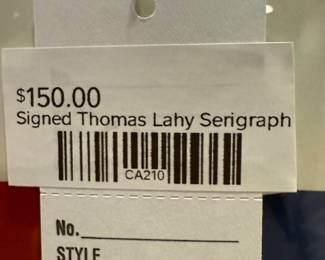 $150.00
Signed Thomas Lahy Serigraph
CA210
No.
STYLE